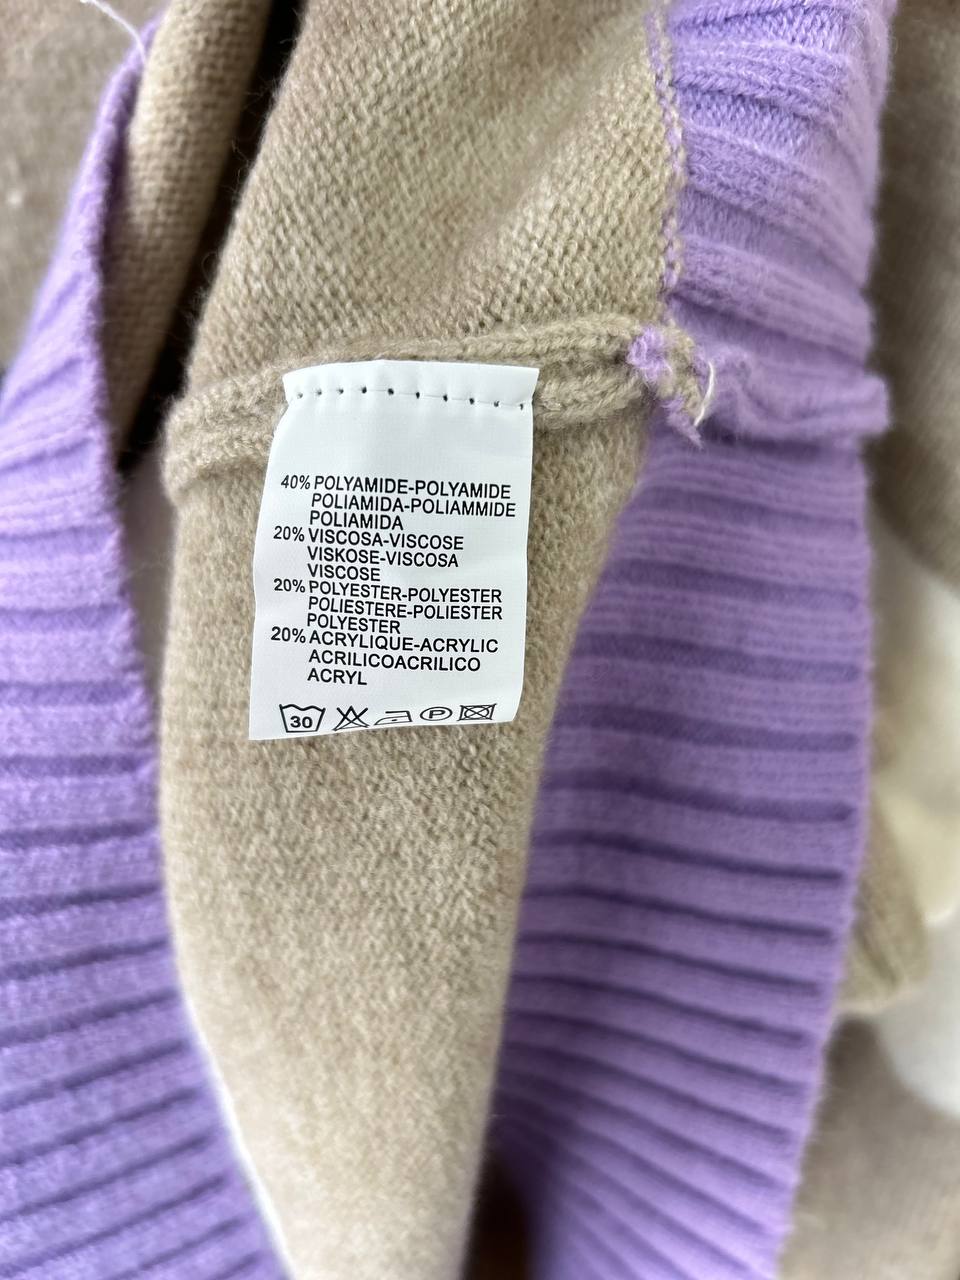 40% POLYAMIDE-POLYAMIDE
POLIAMIDA-POLIAMMIDE
POLIAMIDA
20% VISCOSA-VISCOSE
VISKOSE-VISCOSA
VISCOSE
20% POLYESTER-POLYESTER
POLIESTERE-POLIESTER
POLYESTER
20% ACRYLIQUE-ACRYLIC
ACRILICOACRILICO
ACRYL
30 P